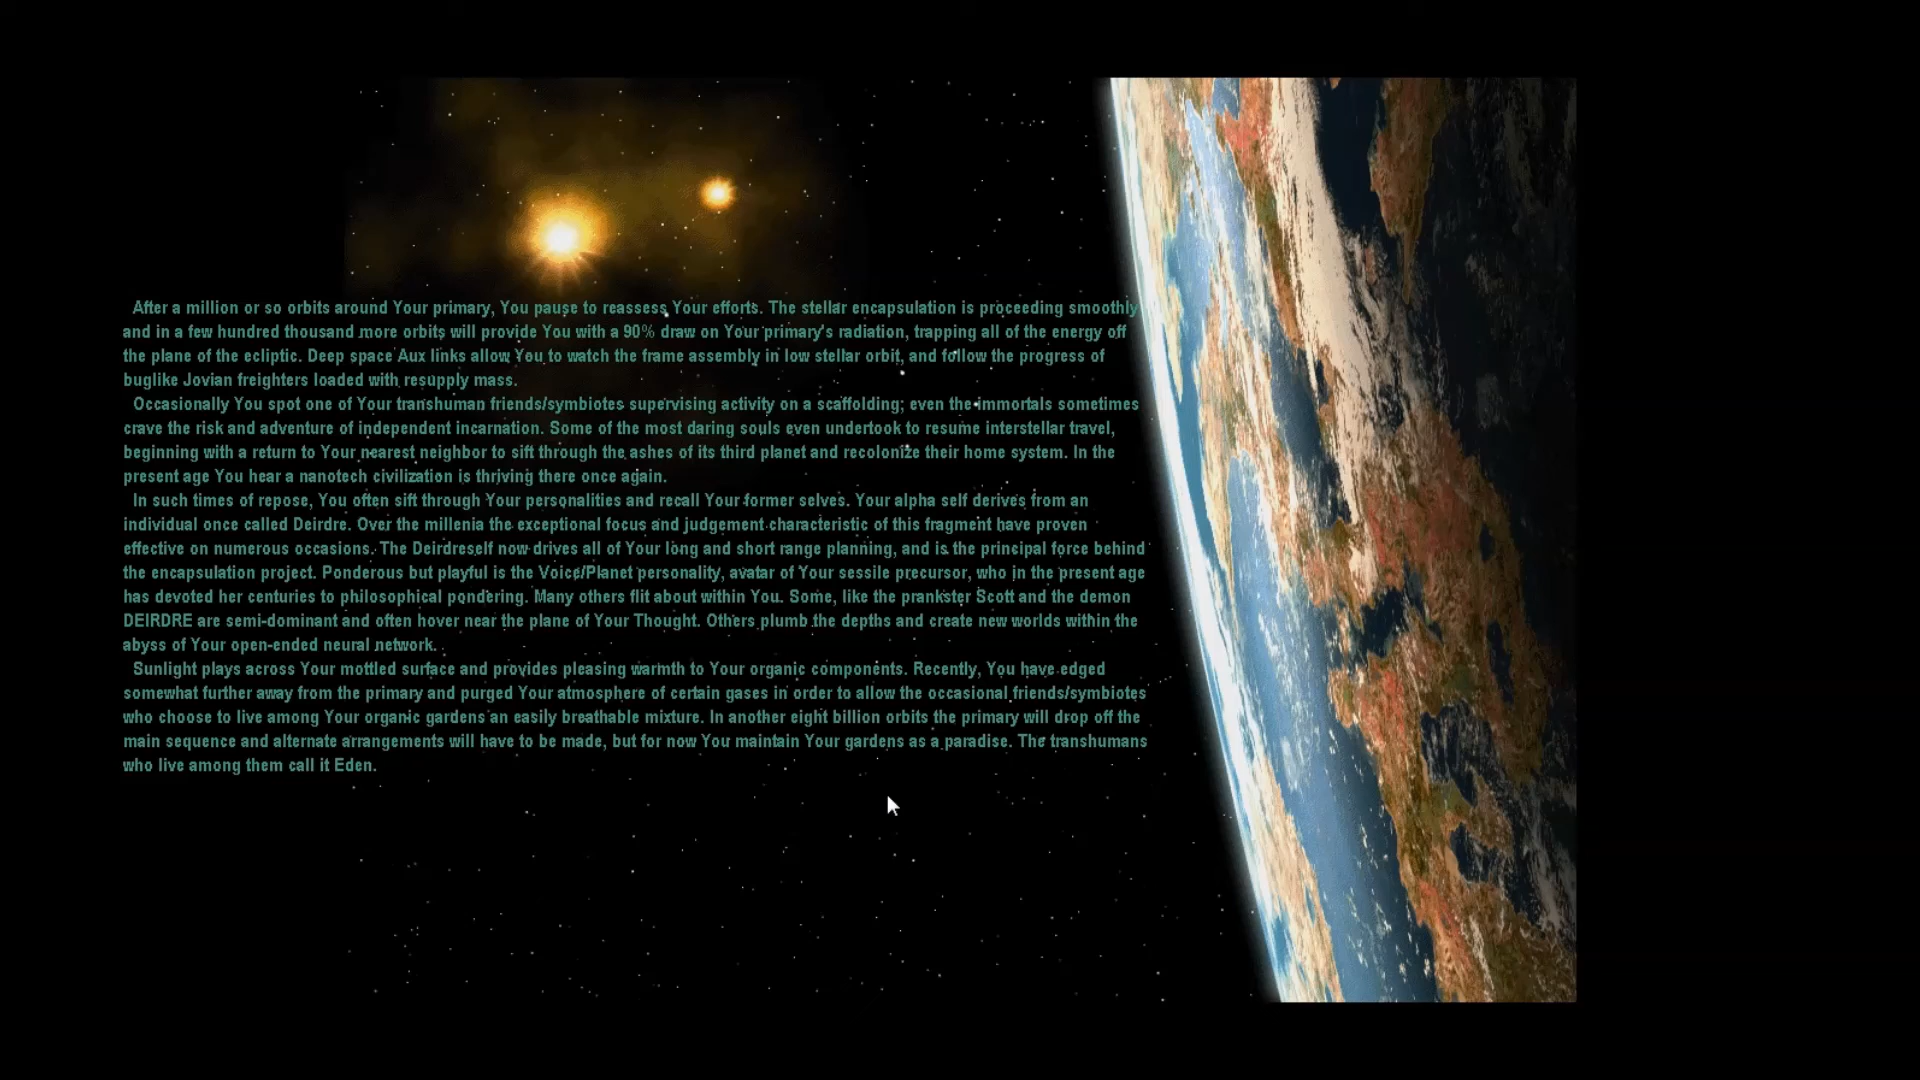 After a million or so orbits around Your primary, You pause to reassess Your efforts. The stellar encapsulation is proceeding smoothly
and in a few hundred thousand more orbits will provide You with a 90% draw on Your primary's radiation, trapping all of the energy off
the plane of the ecliptic. Deep space Aux links allow You to watch the frame assembly in low stellar orbit, and follow the progress of
buglike Jovian freighters loaded with resupply mass.
Occasionally You spot one of Your transhuman friends/symbiotes supervising activity on a scaffolding; even the immortals sometimes
crave the risk and adventure of independent incarnation. Some of the most daring souls even undertook to resume interstellar travel,
beginning with a return to Your nearest neighbor to sift through the ashes of its third planet and recolonize their home system. In the
present age You hear a nanotech civilization is thriving there once again.
In such times of repose, You often sift through Your personalities and recall Your former selves. Your alpha self derives from an
individual once called Deirdre. Over the millenia the exceptional focus and judgement characteristic of this fragment have proven
effective on numerous occasions. The Deirdreself now drives all of Your long and short range planning, and is the principal force behind
the encapsulation project. Ponderous but playful is the Voice/Planet personality, avatar of Your sessile precursor, who in the present age
has devoted her centuries to philosophical pondering. Many others flit about within You. Some, like the prankster Scott and the demon
DEIRDRE are semi-dominant and often hover near the plane of Your Thought. Others plumb the depths and create new worlds within the
abyss of Your open-ended neural network.
Sunlight plays across Your mottled surface and provides pleasing warmth to Your organic components. Recently, You have edged
somewhat further away from the primary and purged Your atmosphere of certain gases in order to allow the occasional friends/symbiotes
who choose to live among Your organic gardens an easily breathable mixture. In another eight billion orbits the primary will drop off the
main sequence and alternate arrangements will have to be made, but for now You maintain Your gardens as a paradise. The transhumans
who live among them call it Eden.